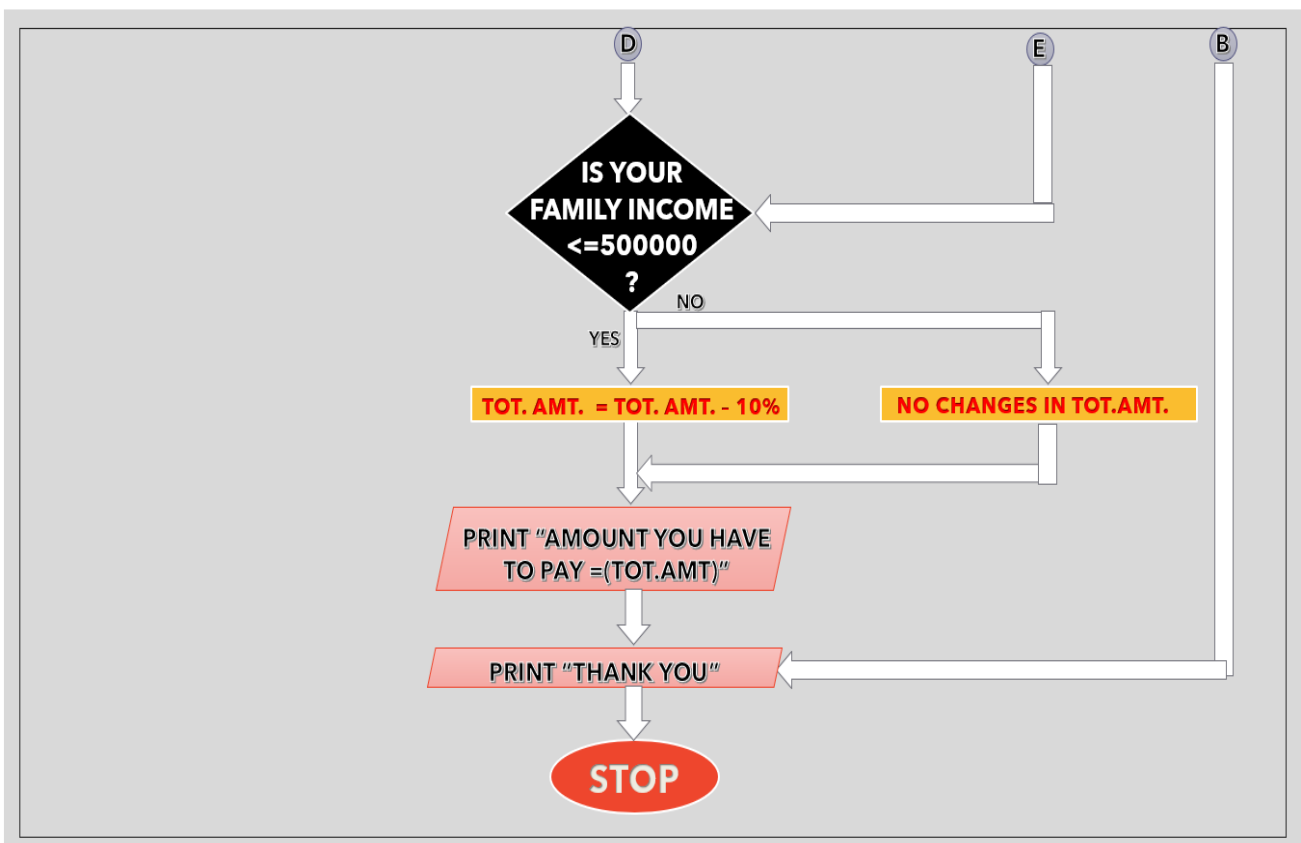 D
E
B
IS YOUR
FAMILY INCOME
<=500000
?
NO
YES
TOT. AMT.  = TOT. AMT. - 10%
NO CHANGES IN TOT.AMT.
PRINT “AMOUNT YOU HAVE
TO PAY =(TOT.AMT)”
PRINT “THANK YOU”
STOP